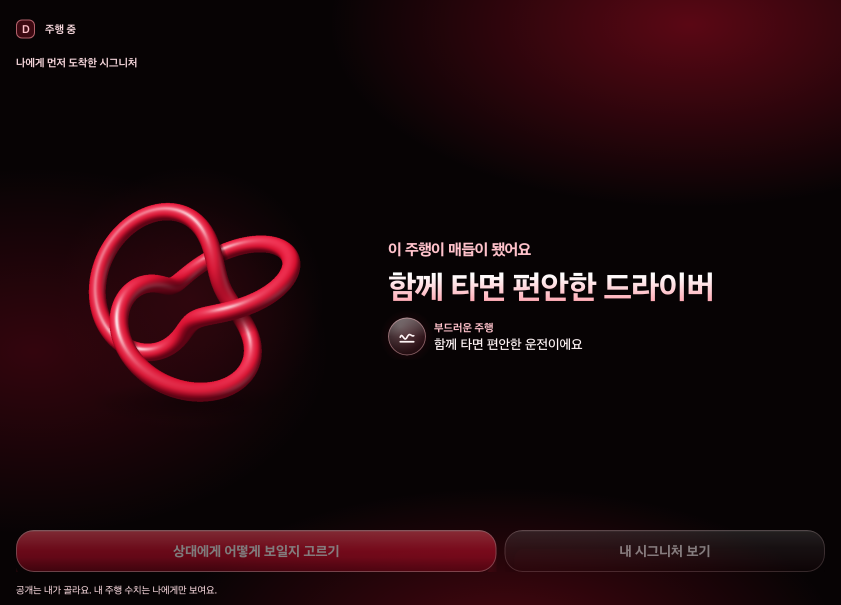 D 주행 중
나에게 먼저 도착한 시그니처
이 주행이 매듭이 됐어요
함께 타면 편안한 드라이버
부드러운 주행
함께 타면 편안한 운전이에요
상대에게 어떻게 보일지 고르기
내 시그니처 보기
공개는 내가 골라요. 내 주행 수치는 나에게만 보여요.